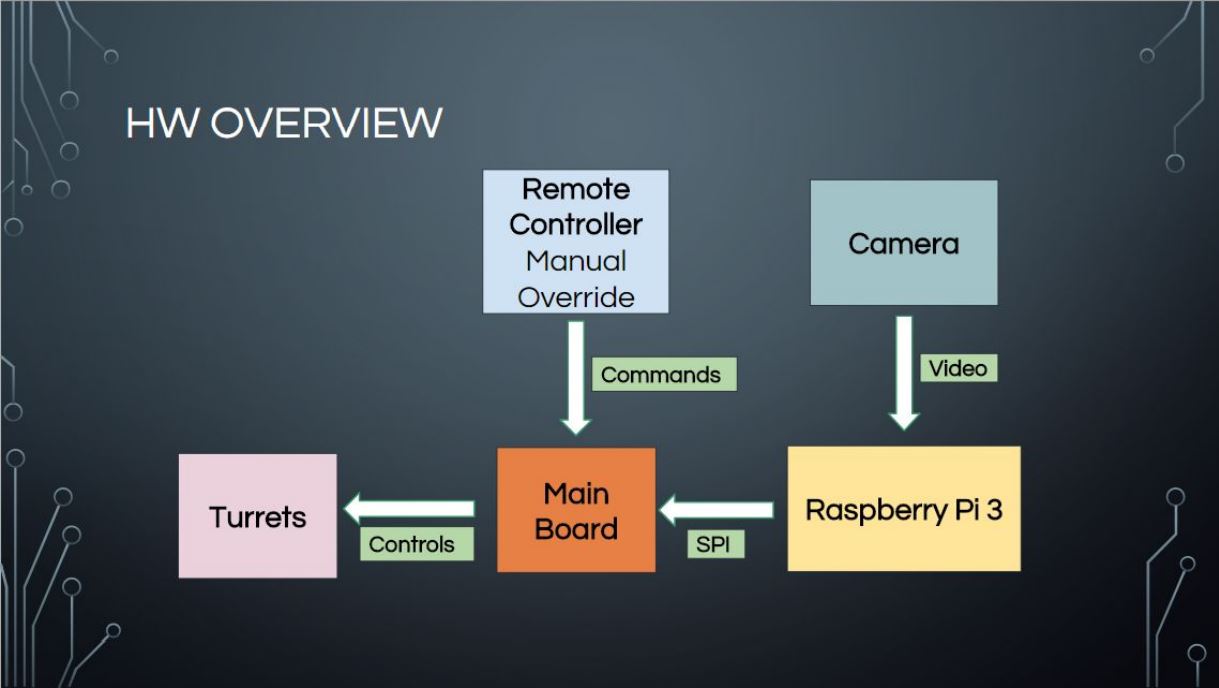 HW OVERVIEW
Remote
Controller
Manual
Override
Camera
Commands
Video
Turrets
Controls
Main
Board
SPI
Raspberry Pi 3